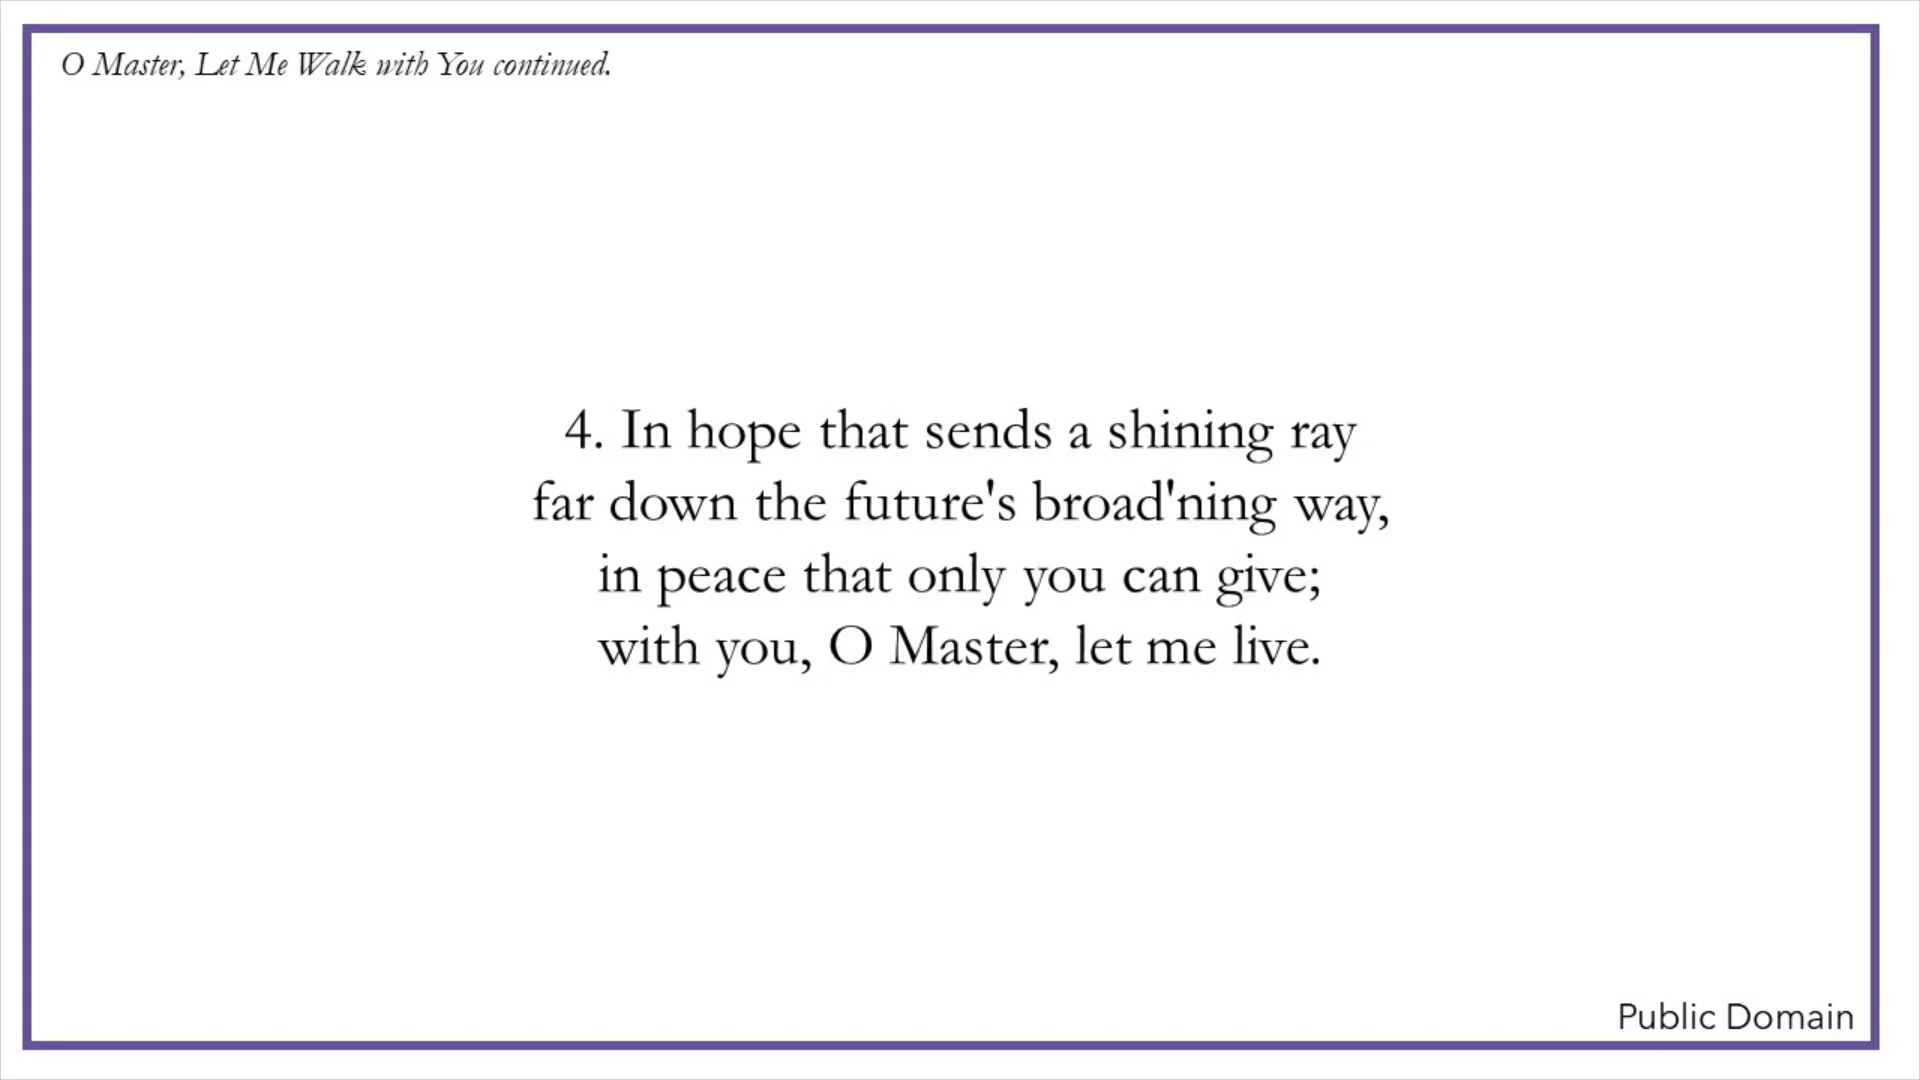 O Master, Let Me Walk with You continued.
4. In hope that sends a shining ray
far down the future's broad'ning way,
in peace that only you can give;
with you, O Master, let me live.
Public Domain